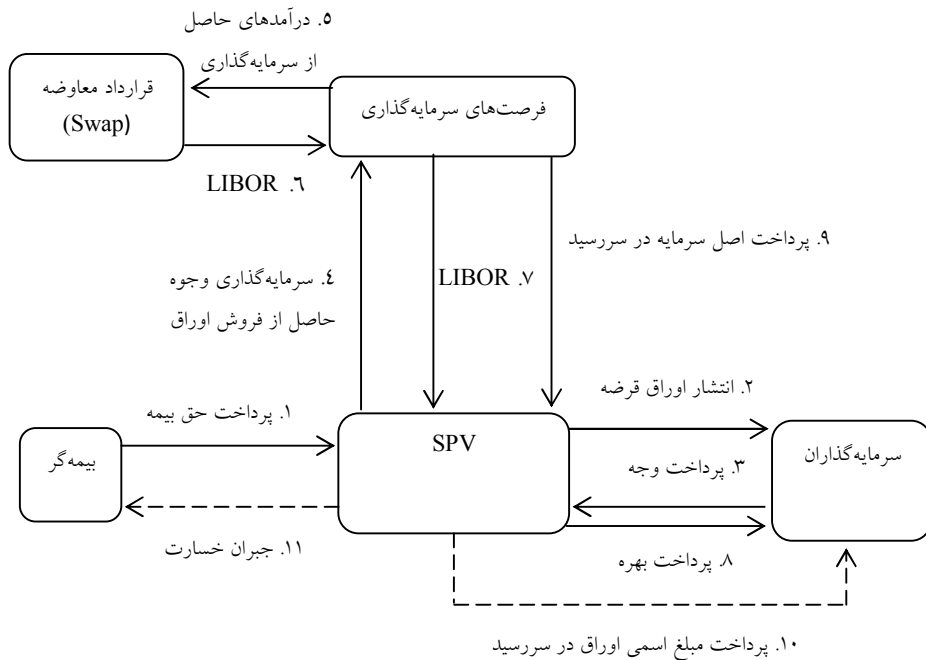 ۵. درآمدهای حاصل
از سرمایه‌گذاری
قرارداد معاوضه
(Swap)
فرصت‌های سرمایه‌گذاری
۶. LIBOR
۹. پرداخت اصل سرمایه در سررسید
۴. سرمایه‌گذاری وجوه
حاصل از فروش اوراق
۷. LIBOR
۲. انتشار اوراق قرضه
۱. پرداخت حق بیمه
SPV
بیمه‌گر
سرمایه‌گذاران
۳. پرداخت وجه
۱۱. جبران خسارت
۸. پرداخت بهره
۱۰. پرداخت مبلغ اسمی اوراق در سررسید